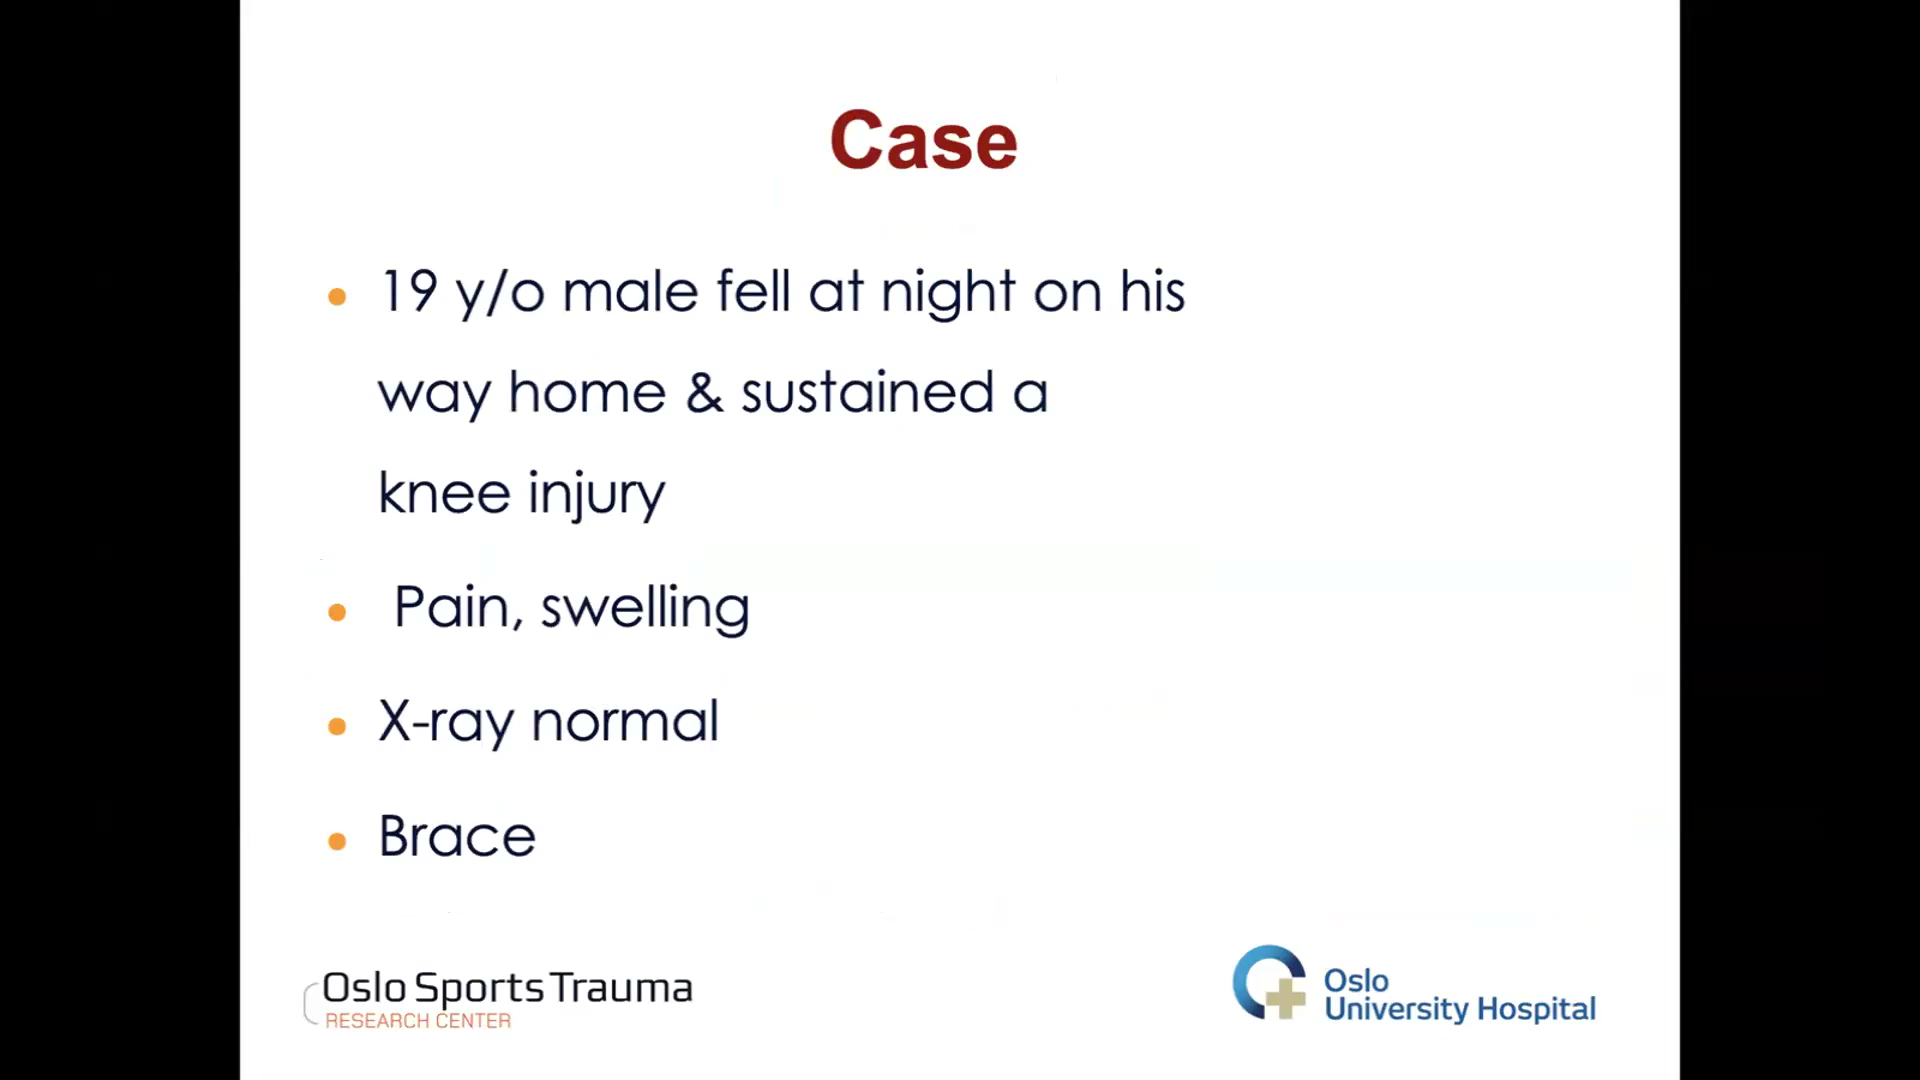 Case
19 y/o male fell at night on his
way home & sustained a
knee injury
Pain, swelling
X-ray normal
Brace
Oslo Sports Trauma
RESEARCH CENTER
Oslo
University Hospital